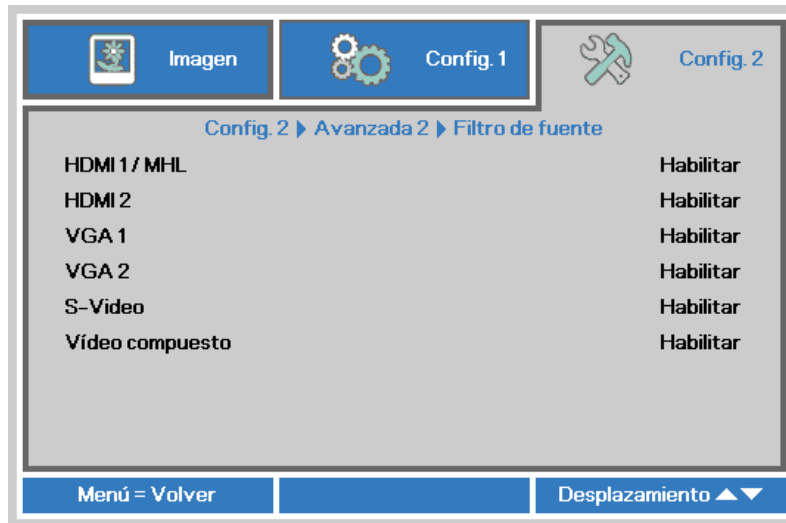 Imagen Config. 1 Config. 2
Config. 2 Avanzada 2 Filtro de fuente
HDMI 1 / MHL Habilitar
HDMI 2 Habilitar
VGA 1 Habilitar
VGA 2 Habilitar
S-Video Habilitar
Vídeo compuesto Habilitar
Menú = Volver Desplazamiento ▲▼